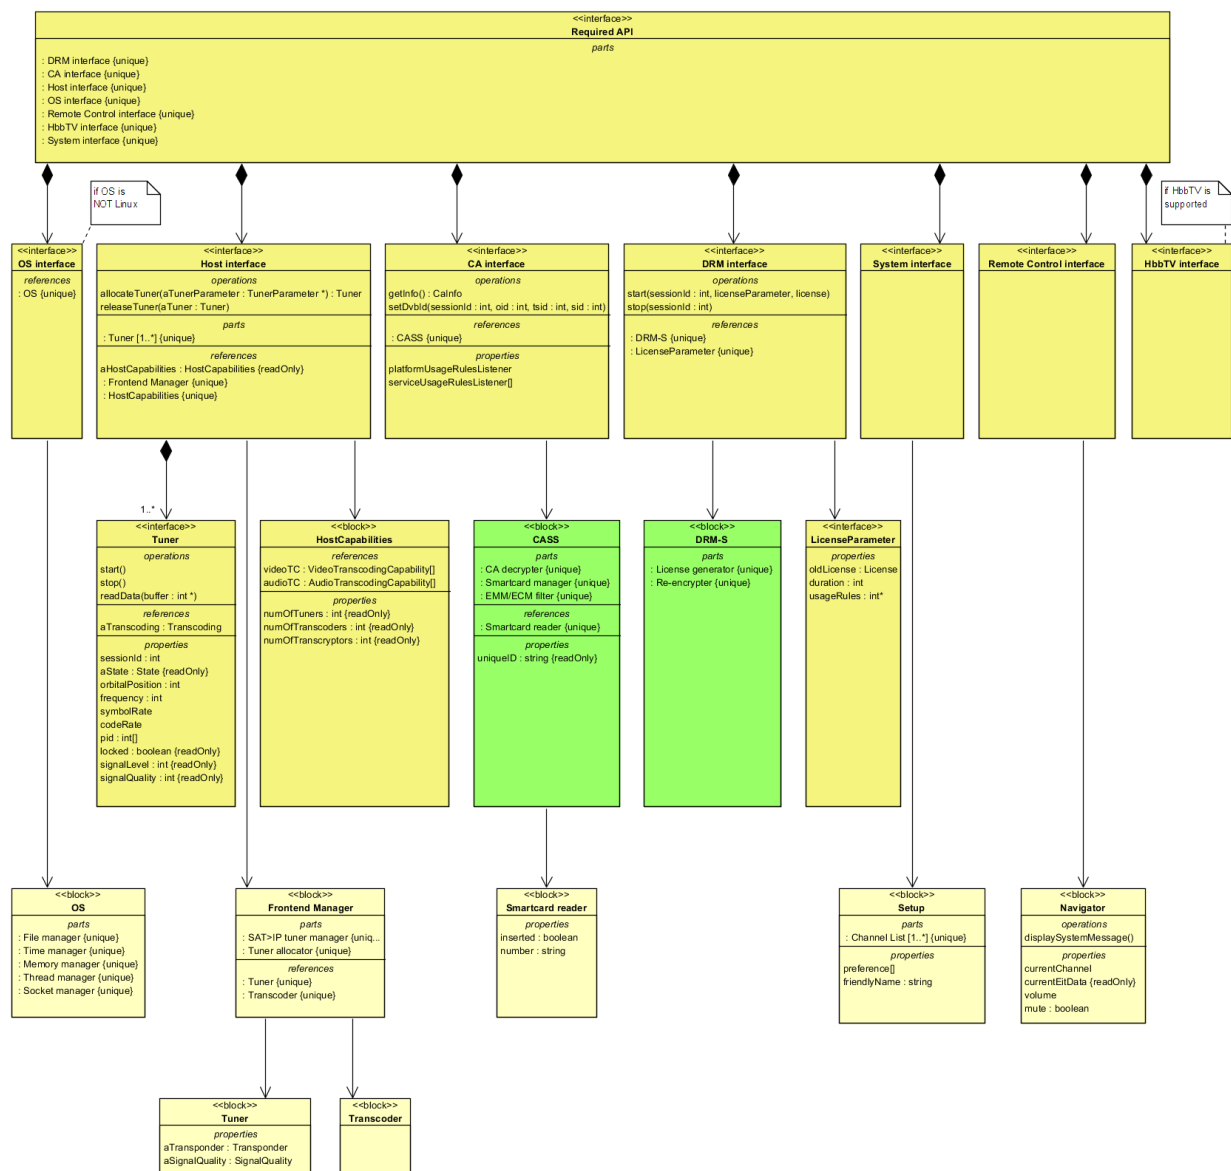 <<interface>>
Required API
parts
: DRM interface {unique}
: CA interface {unique}
: Host interface {unique}
: OS interface {unique}
: Remote Control interface {unique}
: HbbTV interface {unique}
: System interface {unique}
if OS is
NOT Linux
if HbbTV is
supported
<<interface>>
OS interface
references
: OS {unique}
<<interface>>
Host interface
operations
allocateTuner(aTunerParameter : TunerParameter *) : Tuner
releaseTuner(aTuner : Tuner)
parts
: Tuner [1..*] {unique}
references
aHostCapabilities : HostCapabilities {readOnly}
: Frontend Manager {unique}
: HostCapabilities {unique}
<<interface>>
CA interface
operations
getInfo() : CaInfo
setDvbId(sessionId : int, oid : int, tsid : int, sid : int)
references
: CASS {unique}
properties
platformUsageRulesListener
serviceUsageRulesListener[]
<<interface>>
DRM interface
operations
start(sessionId : int, licenseParameter, license)
stop(sessionId : int)
references
: DRM-S {unique}
: LicenseParameter {unique}
<<interface>>
System interface
<<interface>>
Remote Control interface
<<interface>>
HbbTV interface
1..*
<<interface>>
Tuner
operations
start()
stop()
readData(buffer : int *)
references
aTranscoding : Transcoding
properties
sessionId : int
aState : State {readOnly}
orbitalPosition : int
frequency : int
symbolRate
codeRate
pid : int[]
locked : boolean {readOnly}
signalLevel : int {readOnly}
signalQuality : int {readOnly}
<<block>>
HostCapabilities
references
videoTC : VideoTranscodingCapability[]
audioTC : AudioTranscodingCapability[]
properties
numOfTuners : int {readOnly}
numOfTranscoders : int {readOnly}
numOfTranscryptors : int {readOnly}
<<block>>
CASS
parts
: CA decrypter {unique}
: Smartcard manager {unique}
: EMM/ECM filter {unique}
references
: Smartcard reader {unique}
properties
uniqueID : string {readOnly}
<<block>>
DRM-S
parts
: License generator {unique}
: Re-encrypter {unique}
<<interface>>
LicenseParameter
properties
oldLicense : License
duration : int
usageRules : int*
<<block>>
OS
parts
: File manager {unique}
: Time manager {unique}
: Memory manager {unique}
: Thread manager {unique}
: Socket manager {unique}
<<block>>
Frontend Manager
parts
: SAT>IP tuner manager {uniq...
: Tuner allocator {unique}
references
: Tuner {unique}
: Transcoder {unique}
<<block>>
Smartcard reader
properties
inserted : boolean
number : string
<<block>>
Setup
parts
: Channel List [1..*] {unique}
properties
preference[]
friendlyName : string
<<block>>
Navigator
operations
displaySystemMessage()
properties
currentChannel
currentEitData {readOnly}
volume
mute : boolean
<<block>>
Tuner
properties
aTransponder : Transponder
aSignalQuality : SignalQuality
<<block>>
Transcoder